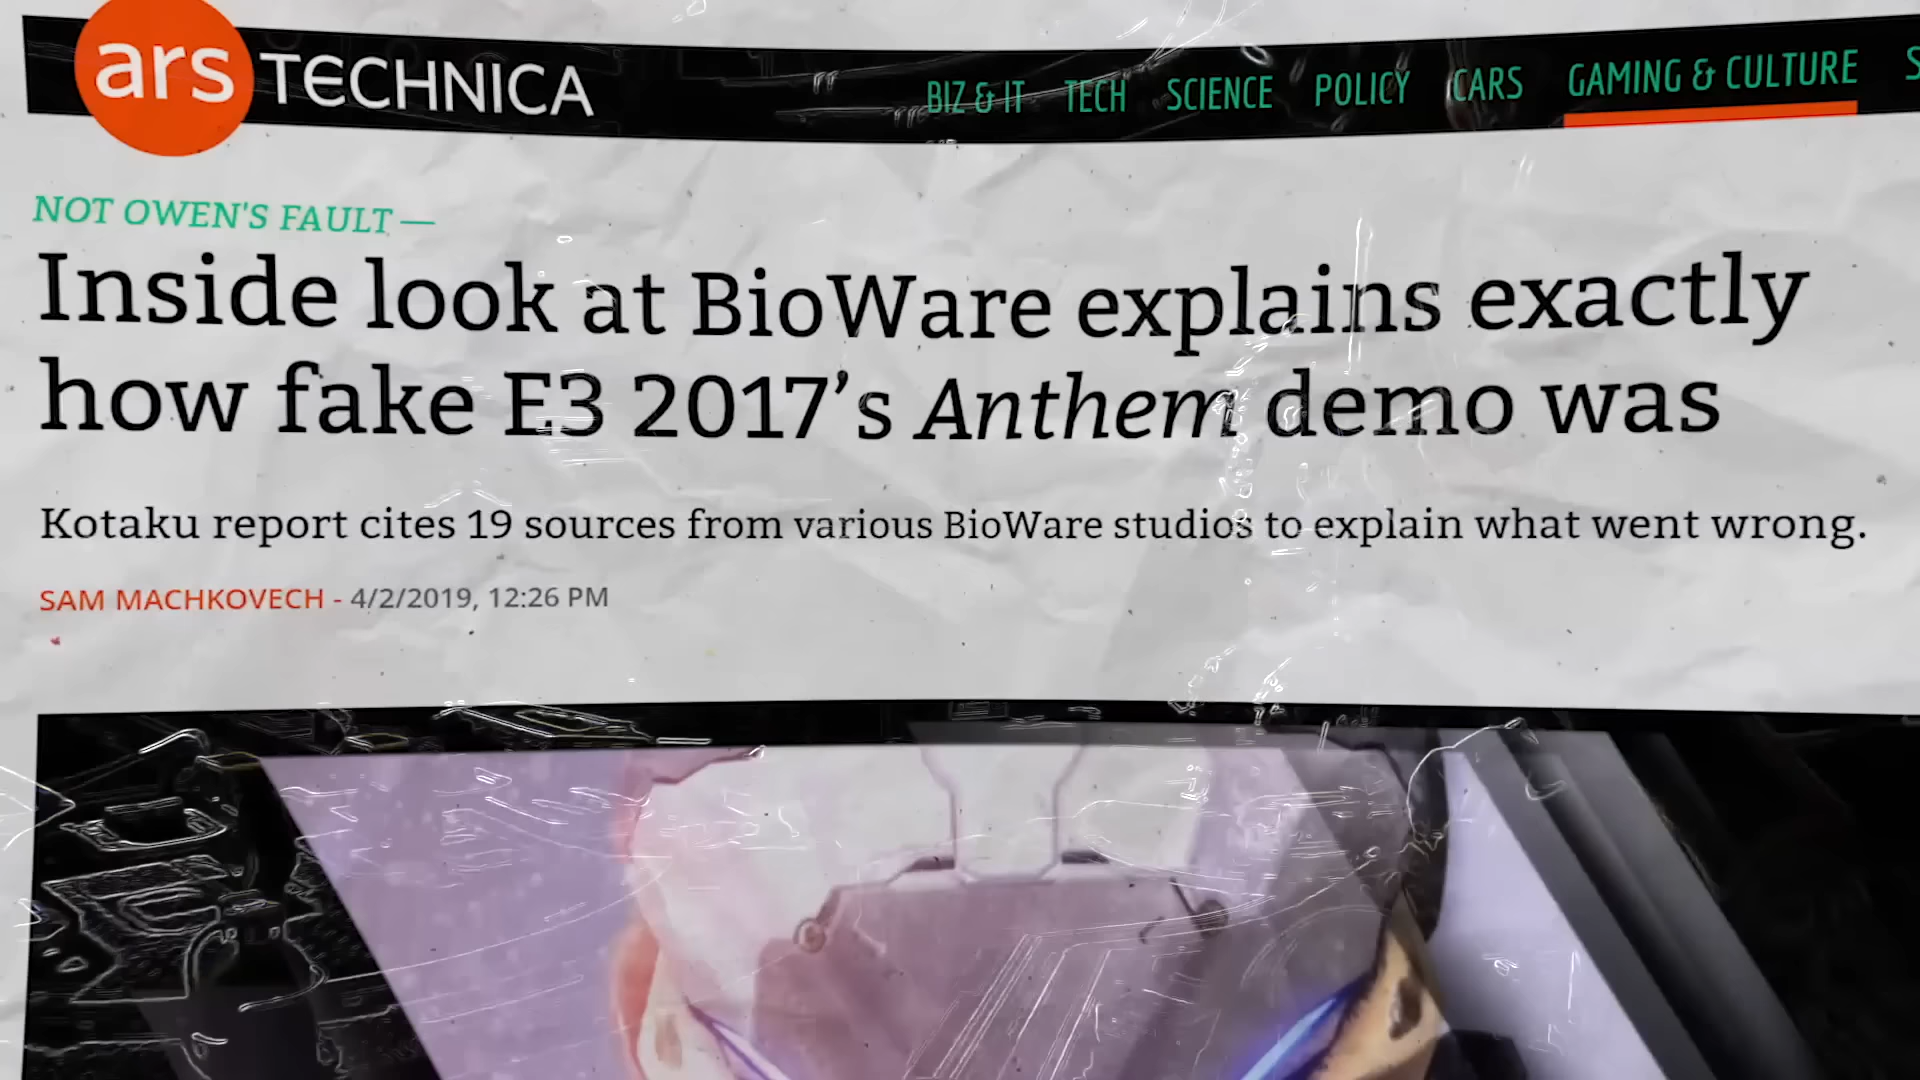 ars TECHNICA
BIZ & IT TECH SCIENCE POLICY CARS GAMING & CULTURE S
NOT OWEN'S FAULT —
Inside look at BioWare explains exactly
how fake E3 2017’s Anthem demo was
Kotaku report cites 19 sources from various BioWare studios to explain what went wrong.
SAM MACHKOVECH - 4/2/2019, 12:26 PM